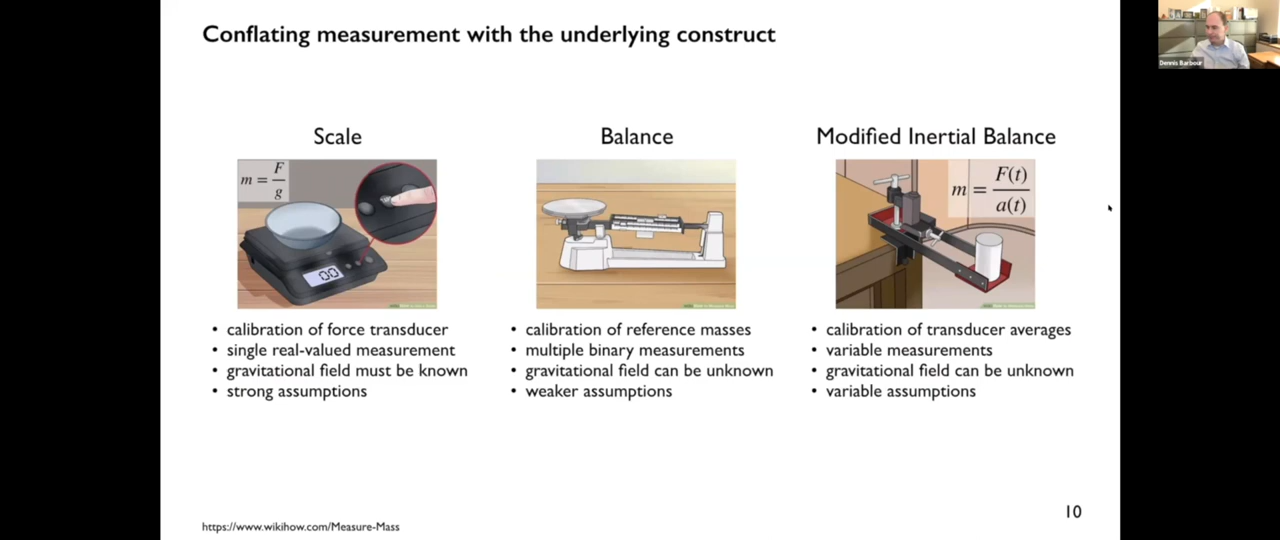 Conflating measurement with the underlying construct
Dennis Barbour
Scale
m = F/g
00
• calibration of force transducer
• single real-valued measurement
• gravitational field must be known
• strong assumptions
Balance
• calibration of reference masses
• multiple binary measurements
• gravitational field can be unknown
• weaker assumptions
Modified Inertial Balance
m = F(t)/a(t)
• calibration of transducer averages
• variable measurements
• gravitational field can be unknown
• variable assumptions
https://www.wikihow.com/Measure-Mass
10